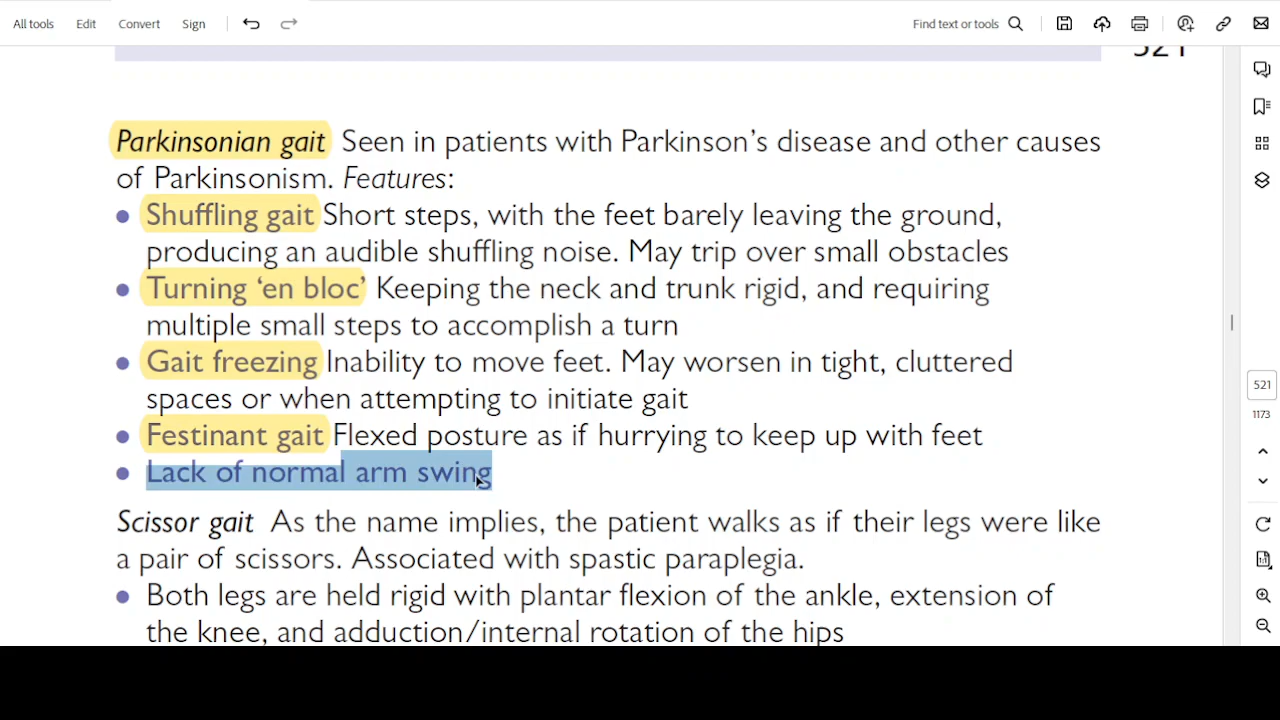 All tools Edit Convert Sign Find text or tools
521
Parkinsonian gait Seen in patients with Parkinson's disease and other causes
of Parkinsonism. Features:
• Shuffling gait Short steps, with the feet barely leaving the ground,
producing an audible shuffling noise. May trip over small obstacles
• Turning ‘en bloc’ Keeping the neck and trunk rigid, and requiring
multiple small steps to accomplish a turn
• Gait freezing Inability to move feet. May worsen in tight, cluttered
spaces or when attempting to initiate gait
• Festinant gait Flexed posture as if hurrying to keep up with feet
• Lack of normal arm swing
Scissor gait As the name implies, the patient walks as if their legs were like
a pair of scissors. Associated with spastic paraplegia.
• Both legs are held rigid with plantar flexion of the ankle, extension of
the knee, and adduction/internal rotation of the hips
521
1173